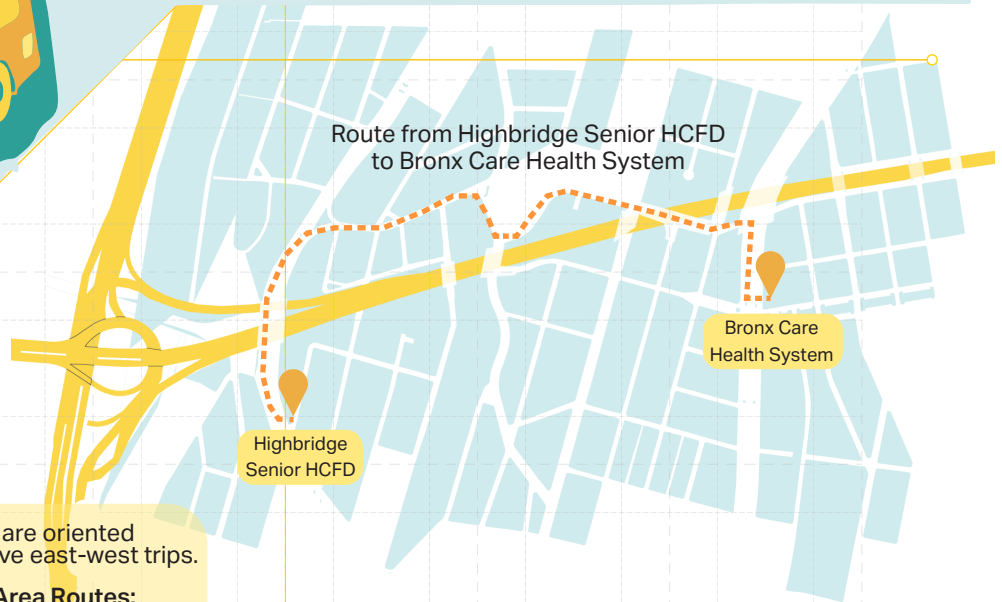 Route from Highbridge Senior HCFD
to Bronx Care Health System
Bronx Care
Health System
Highbridge
Senior HCFD
are oriented
ve east-west trips.
Area Routes: